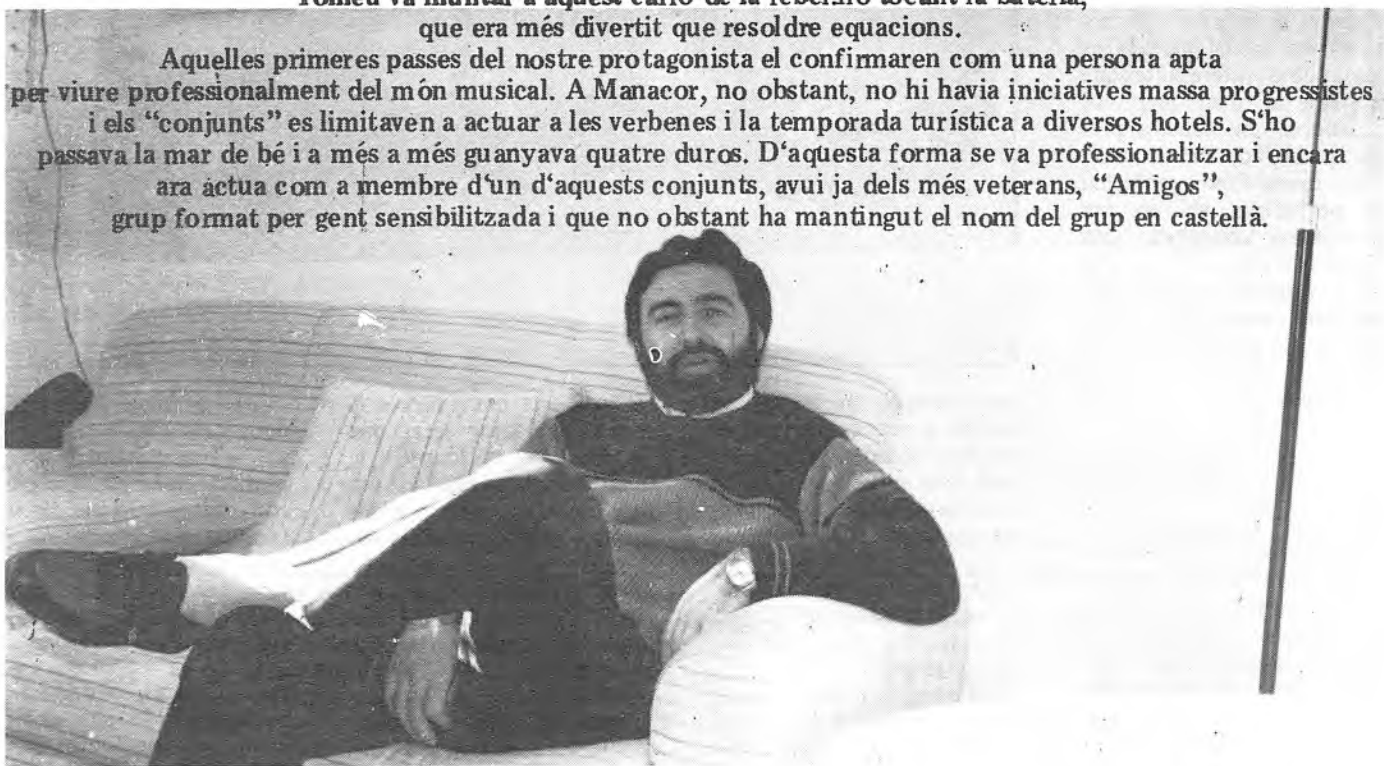 que era més divertit que resoldre equacions.
Aquelles primeres passes del nostre protagonista el confirmaren com una persona apta
per viure professionalment del món musical. A Manacor, no obstant, no hi havia iniciatives massa progressistes
i els “conjunts” es limitaven a actuar a les verbenes i la temporada turística a diversos hotels. S‘ho
passava la mar de bé i a més a més guanyava quatre duros. D‘aquesta forma se va professionalitzar i encara
ara actua com a membre d‘un d‘aquests conjunts, avui ja dels més veterans, “Amigos”,
grup format per gent sensibilitzada i que no obstant ha mantingut el nom del grup en castellà.